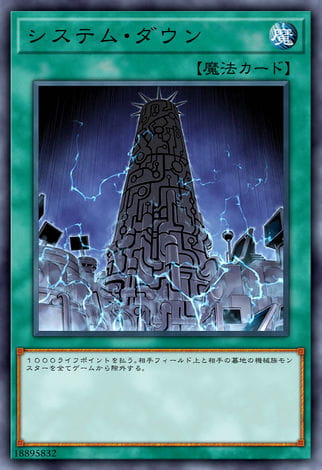 システム・ダウン
魔
【魔法カード】
１０００ライフポイントを払う。相手フィールド上と相手の墓地の機械族モン
スターを全てゲームから除外する。
18895832